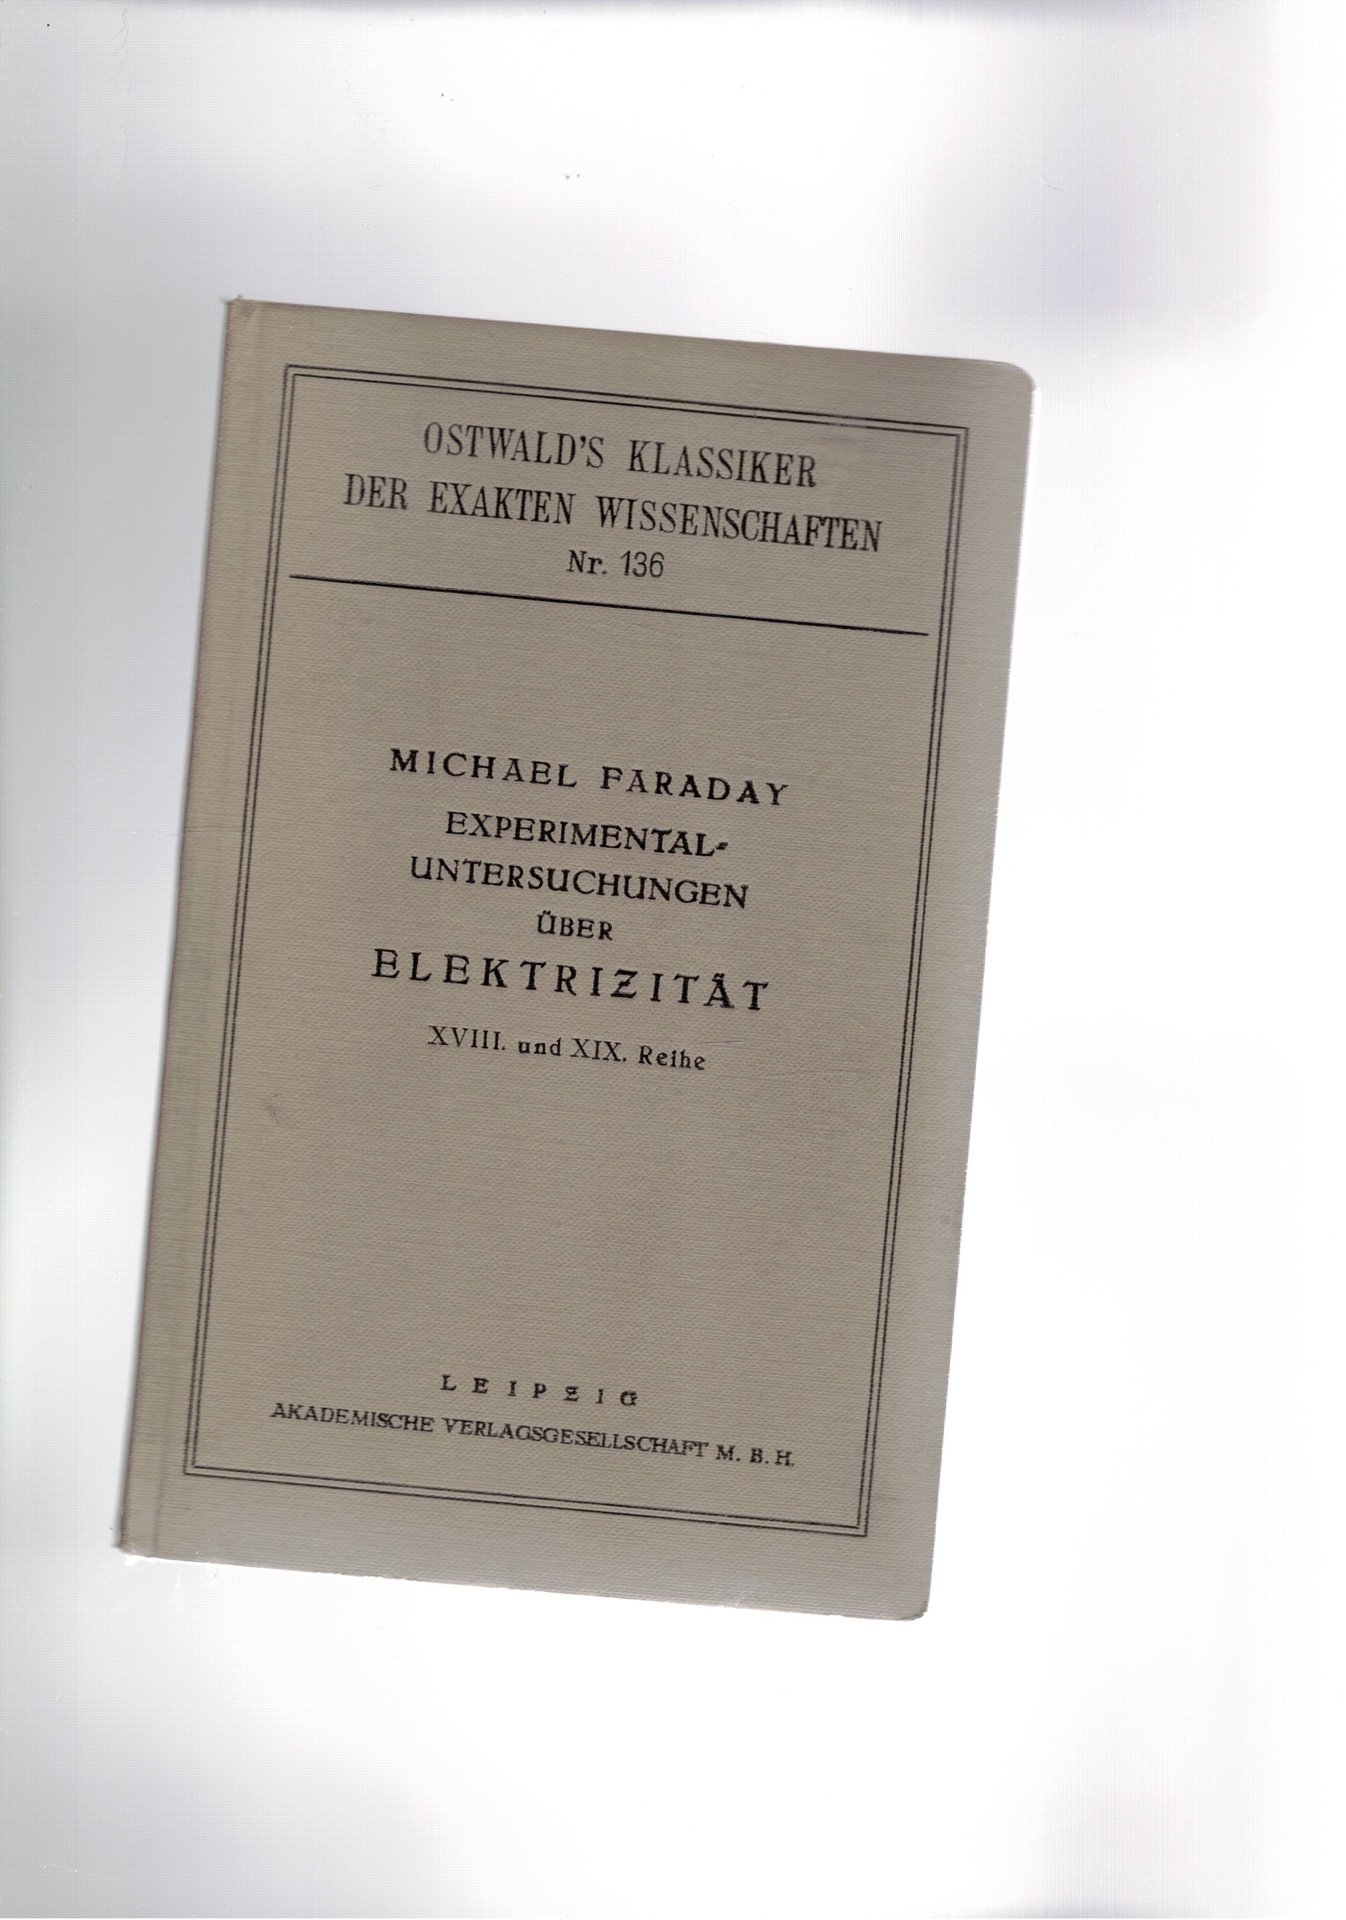 OSTWALD'S KLASSIKER
DER EXAKTEN WISSENSCHAFTEN
Nr. 136
MICHAEL FARADAY
EXPERIMENTAL-
UNTERSUCHUNGEN
ÜBER
ELEKTRIZITÄT
XVIII. und XIX. Reihe
LEIPZIG
AKADEMISCHE VERLAGSGESELLSCHAFT M. B. H.